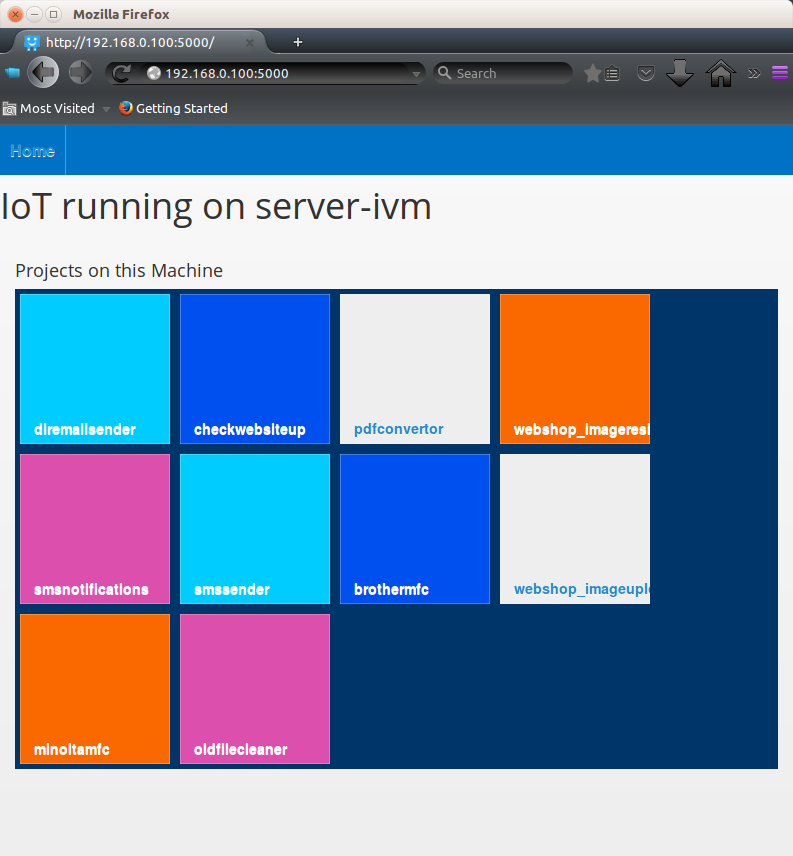 Mozilla Firefox
http://192.168.0.100:5000/
192.168.0.100:5000
Search
Most Visited
Getting Started
Home
IoT running on server-ivm
Projects on this Machine
diremailsender
checkwebsiteup
pdfconvertor
webshop_imageresi
smsnotifications
smssender
brothermfc
webshop_imageuplo
minoltamfc
oldfilecleaner